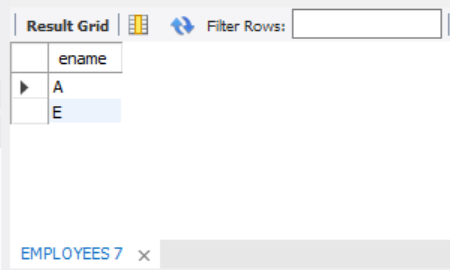 Result Grid Filter Rows:
ename
A
E
EMPLOYEES 7